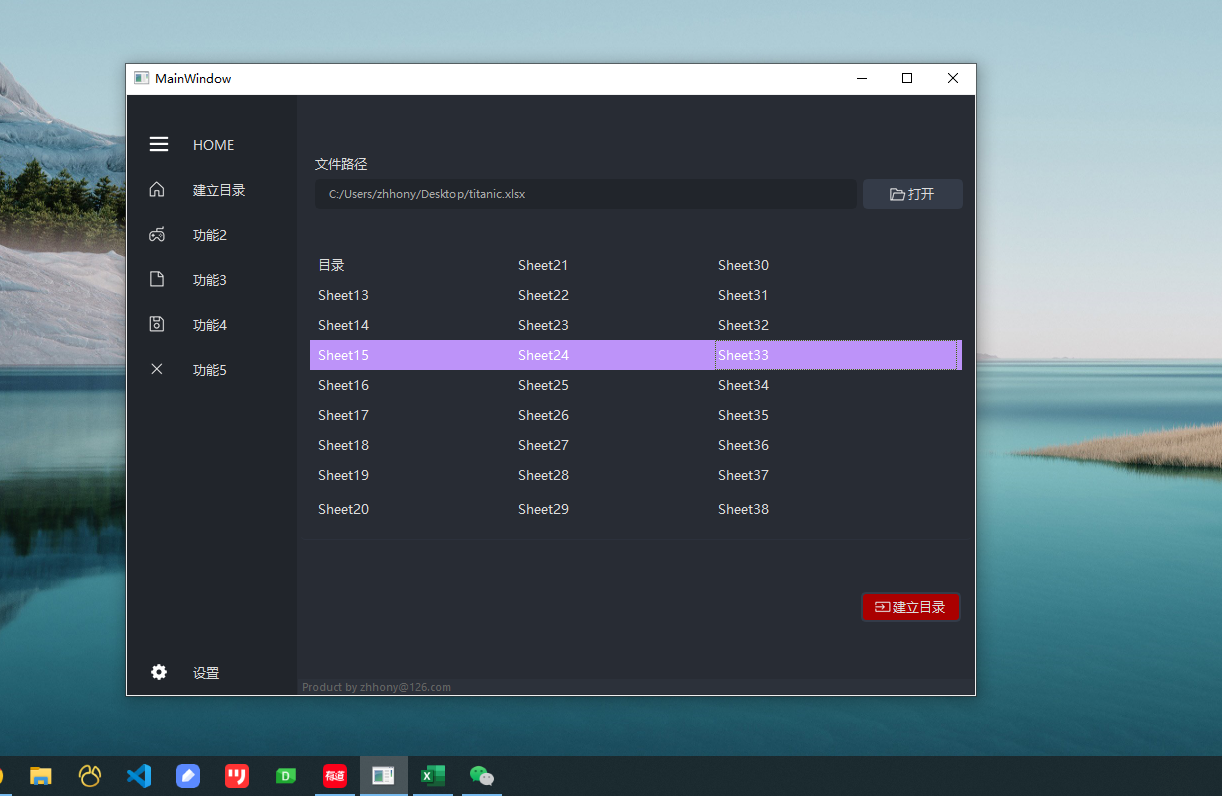 MainWindow
HOME
建立目录
功能2
功能3
功能4
功能5
设置
文件路径
C:/Users/zhhony/Desktop/titanic.xlsx
打开
目录 Sheet21 Sheet30
Sheet13 Sheet22 Sheet31
Sheet14 Sheet23 Sheet32
Sheet15 Sheet24 Sheet33
Sheet16 Sheet25 Sheet34
Sheet17 Sheet26 Sheet35
Sheet18 Sheet27 Sheet36
Sheet19 Sheet28 Sheet37
Sheet20 Sheet29 Sheet38
建立目录
Product by zhhony@126.com
D
有道
X